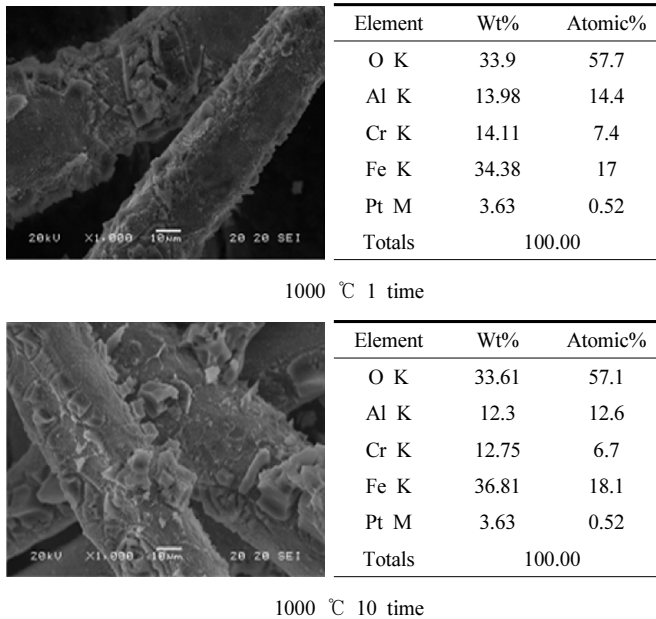 Element Wt% Atomic%
O K 33.9 57.7
Al K 13.98 14.4
Cr K 14.11 7.4
Fe K 34.38 17
Pt M 3.63 0.52
Totals 100.00
20kV X1,000 10μm 20 20 SEI
1000 ℃ 1 time
Element Wt% Atomic%
O K 33.61 57.1
Al K 12.3 12.6
Cr K 12.75 6.7
Fe K 36.81 18.1
Pt M 3.63 0.52
Totals 100.00
20kV X1,000 10μm 20 20 SEI
1000 ℃ 10 time